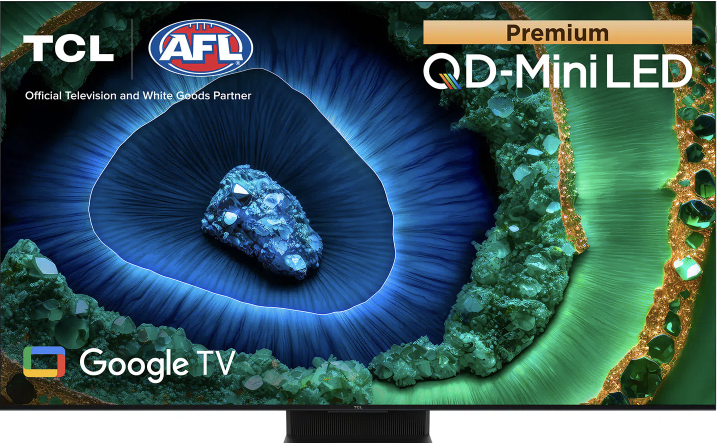 TCL
AFL
Official Television and White Goods Partner
Premium
QD-Mini LED
Google TV
TCL